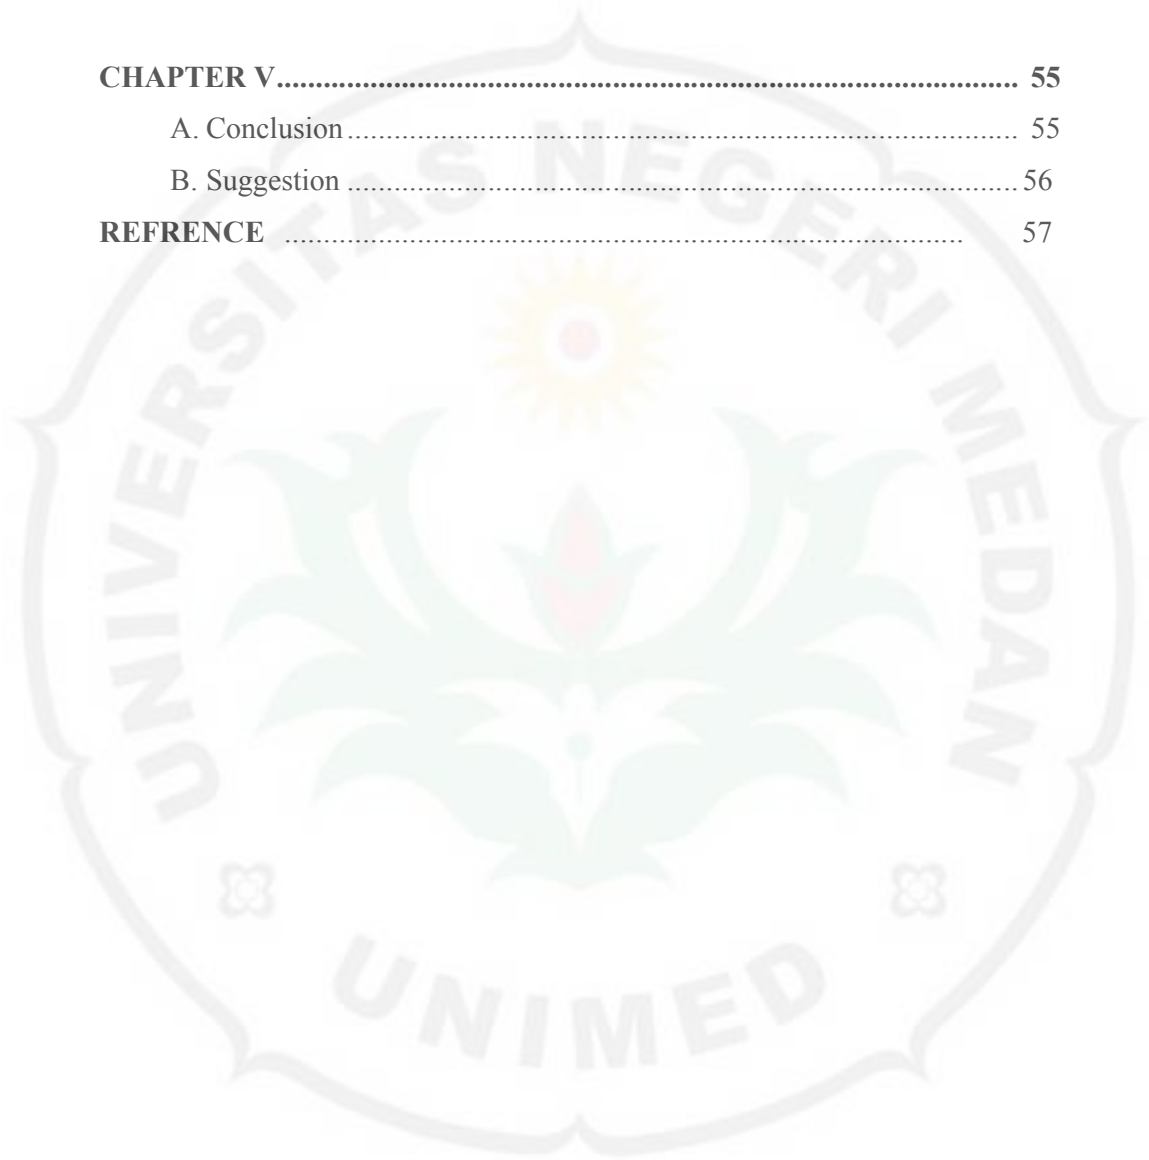 CHAPTER V................................................................................................ 55
A. Conclusion....................................................................................... 55
B. Suggestion....................................................................................... 56
REFRENCE ....................................................................................... 57
UNIVERSITAS NEGERI MEDAN
UNIMED